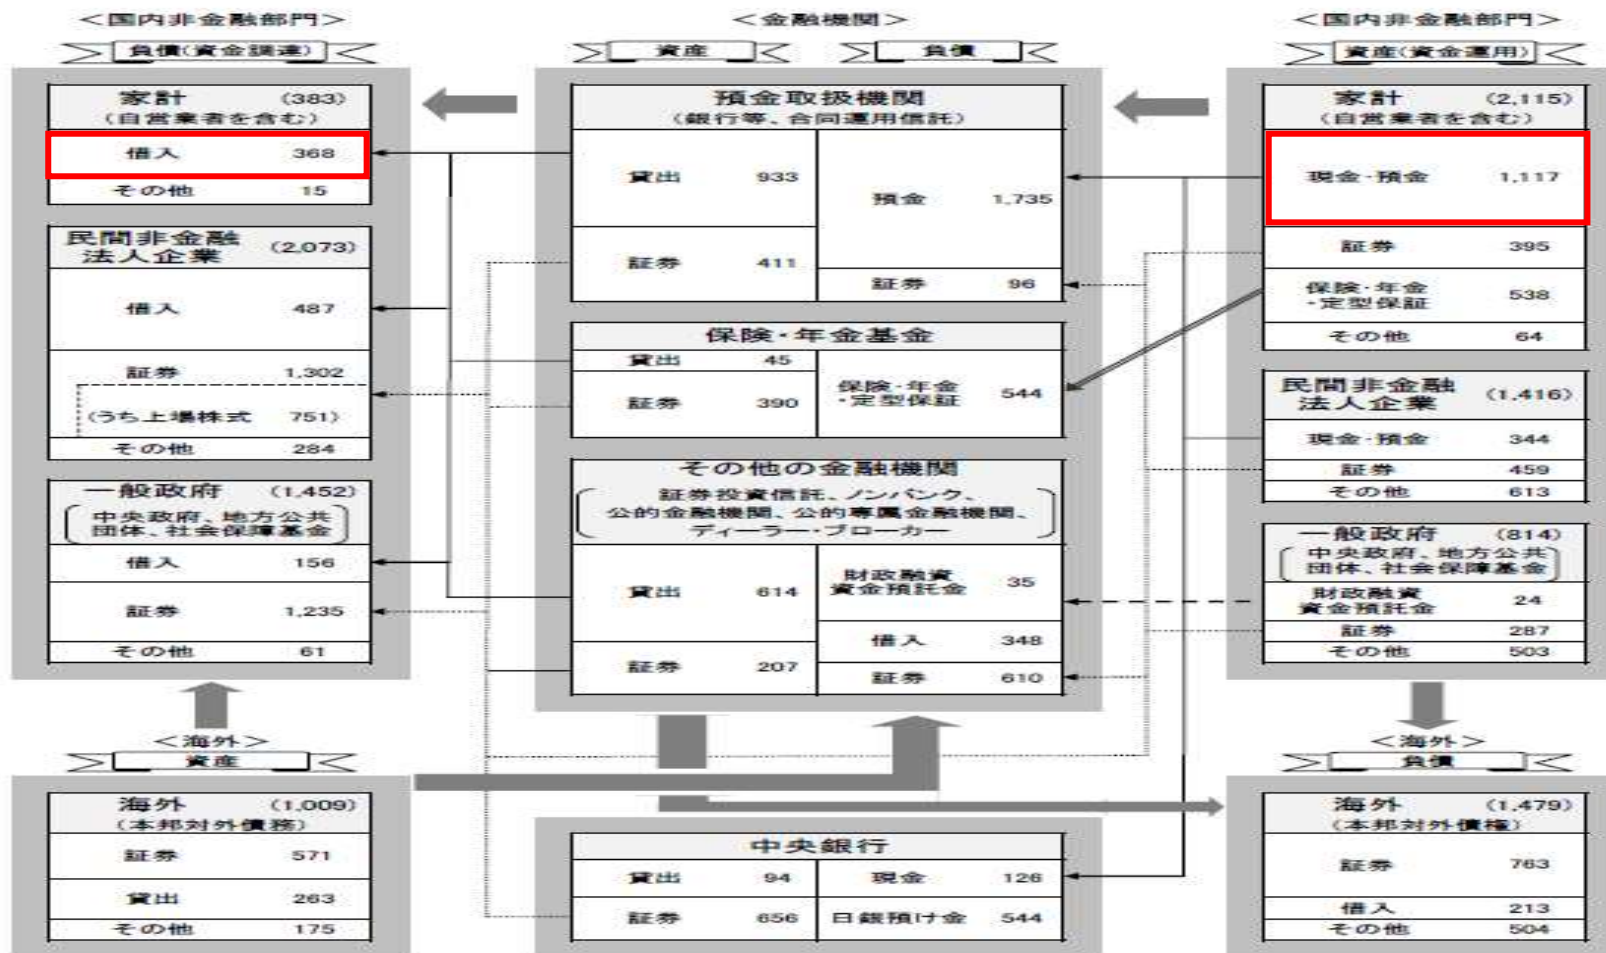 ＜国内非金融部門＞
負債(資金調達)
家計 (383)
(自営業者を含む)
借入 368
その他 15
民間非金融
法人企業 (2,073)
借入 487
証券 1,302
(うち上場株式 751)
その他 284
一般政府 (1,452)
中央政府、地方公共
団体、社会保障基金
借入 156
証券 1,235
その他 61
＜海外＞
資産
海外 (1,009)
(本邦対外債務)
証券 571
貸出 263
その他 175
＜金融機関＞
資産 負債
預金取扱機関
(銀行等、合同運用信託)
貸出 933
証券 411
預金 1,735
証券 96
保険・年金基金
貸出 45
証券 390
保険・年金
・定型保証 544
その他の金融機関
証券投資信託、ノンバンク、
公的金融機関、公的専属金融機関、
ディーラー・ブローカー
貸出 614
証券 207
財政融資
資金預託金 35
借入 348
証券 610
中央銀行
貸出 94
証券 656
現金 126
日銀預け金 544
＜国内非金融部門＞
資産(資金運用)
家計 (2,115)
(自営業者を含む)
現金・預金 1,117
証券 395
保険・年金
・定型保証 538
その他 64
民間非金融
法人企業 (1,416)
現金・預金 344
証券 459
その他 613
一般政府 (814)
中央政府、地方公共
団体、社会保障基金
財政融資
資金預託金 24
証券 287
その他 503
＜海外＞
負債
海外 (1,479)
(本邦対外債権)
証券 763
借入 213
その他 504